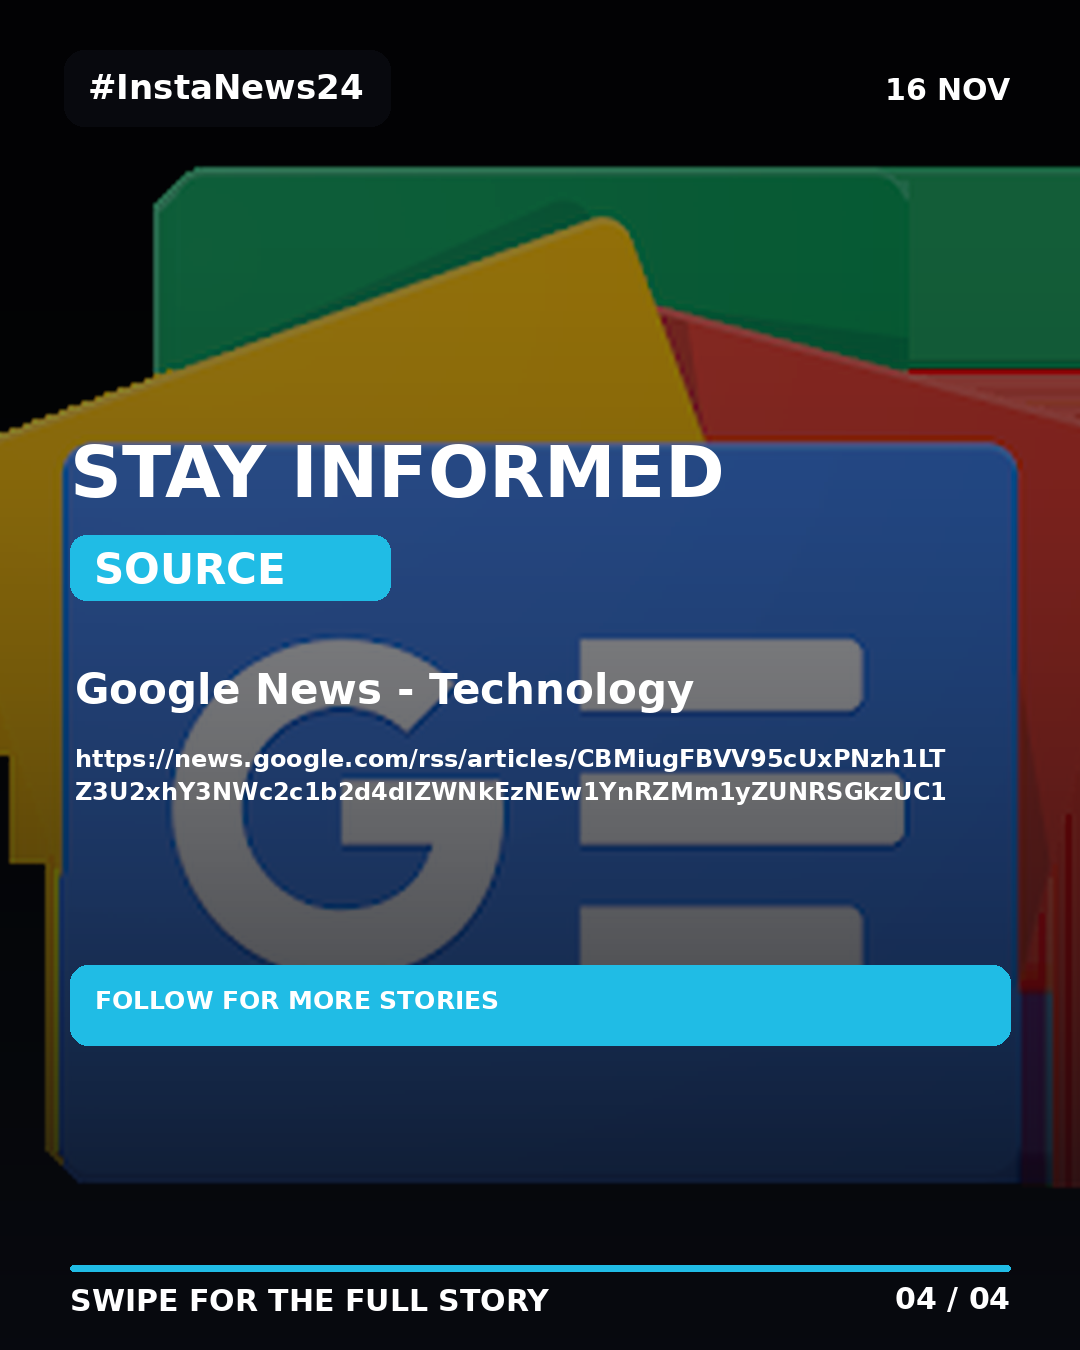 #InstaNews24
16 NOV
STAY INFORMED
SOURCE
Google News - Technology
https://news.google.com/rss/articles/CBMiugFBVV95cUxPNzh1LT
Z3U2xhY3NWc2c1b2d4dlZWNkEzNEw1YnRZMm1yZUNRSGkzUC1
FOLLOW FOR MORE STORIES
SWIPE FOR THE FULL STORY
04 / 04